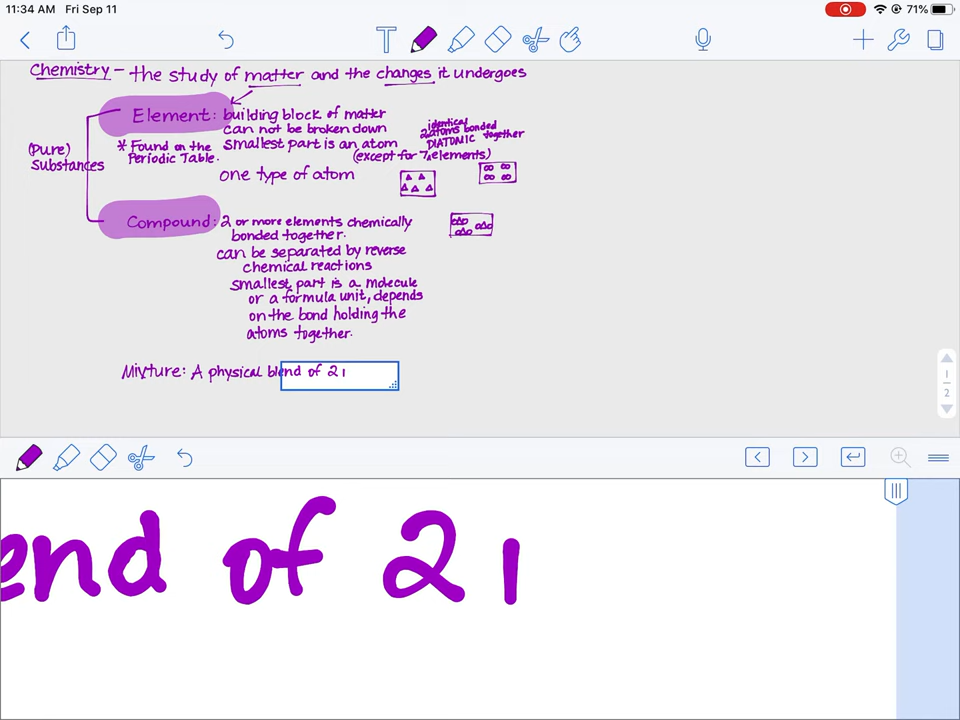 11:34 AM Fri Sep 11
71%
Chemistry – the study of matter and the changes it undergoes
Element: building block of matter
can not be broken down
smallest part is an atom
(except for 7 elements)
identical
2 atoms bonded
DIATONIC together
* Found on the
Periodic Table.
one type of atom
(Pure)
Substances
Compound: 2 or more elements chemically
bonded together.
can be separated by reverse
chemical reactions
smallest part is a molecule
or a formula unit, depends
on the bond holding the
atoms together.
Mixture: A physical blend of 2 l
1
2
end of 2 l